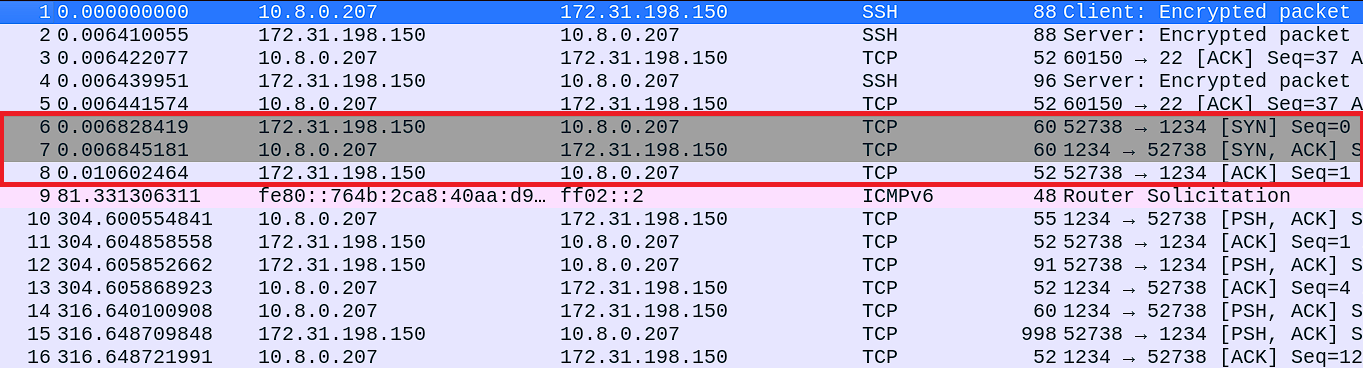 1 0.000000000 10.8.0.207 172.31.198.150 SSH 88 Client: Encrypted packet
2 0.006410055 172.31.198.150 10.8.0.207 SSH 88 Server: Encrypted packet
3 0.006422077 10.8.0.207 172.31.198.150 TCP 52 60150 → 22 [ACK] Seq=37 A
4 0.006439951 172.31.198.150 10.8.0.207 SSH 96 Server: Encrypted packet
5 0.006441574 10.8.0.207 172.31.198.150 TCP 52 60150 → 22 [ACK] Seq=37 A
6 0.006828419 172.31.198.150 10.8.0.207 TCP 60 52738 → 1234 [SYN] Seq=0
7 0.006845181 10.8.0.207 172.31.198.150 TCP 60 1234 → 52738 [SYN, ACK] S
8 0.010602464 172.31.198.150 10.8.0.207 TCP 52 52738 → 1234 [ACK] Seq=1
9 81.331306311 fe80::764b:2ca8:40aa:d9… ff02::2 ICMPv6 48 Router Solicitation
10 304.600554841 10.8.0.207 172.31.198.150 TCP 55 1234 → 52738 [PSH, ACK] S
11 304.604858558 172.31.198.150 10.8.0.207 TCP 52 52738 → 1234 [ACK] Seq=1
12 304.605852662 172.31.198.150 10.8.0.207 TCP 91 52738 → 1234 [PSH, ACK] S
13 304.605868923 10.8.0.207 172.31.198.150 TCP 52 1234 → 52738 [ACK] Seq=4
14 316.640100908 10.8.0.207 172.31.198.150 TCP 60 1234 → 52738 [PSH, ACK] S
15 316.648709848 172.31.198.150 10.8.0.207 TCP 998 52738 → 1234 [PSH, ACK] S
16 316.648721991 10.8.0.207 172.31.198.150 TCP 52 1234 → 52738 [ACK] Seq=12